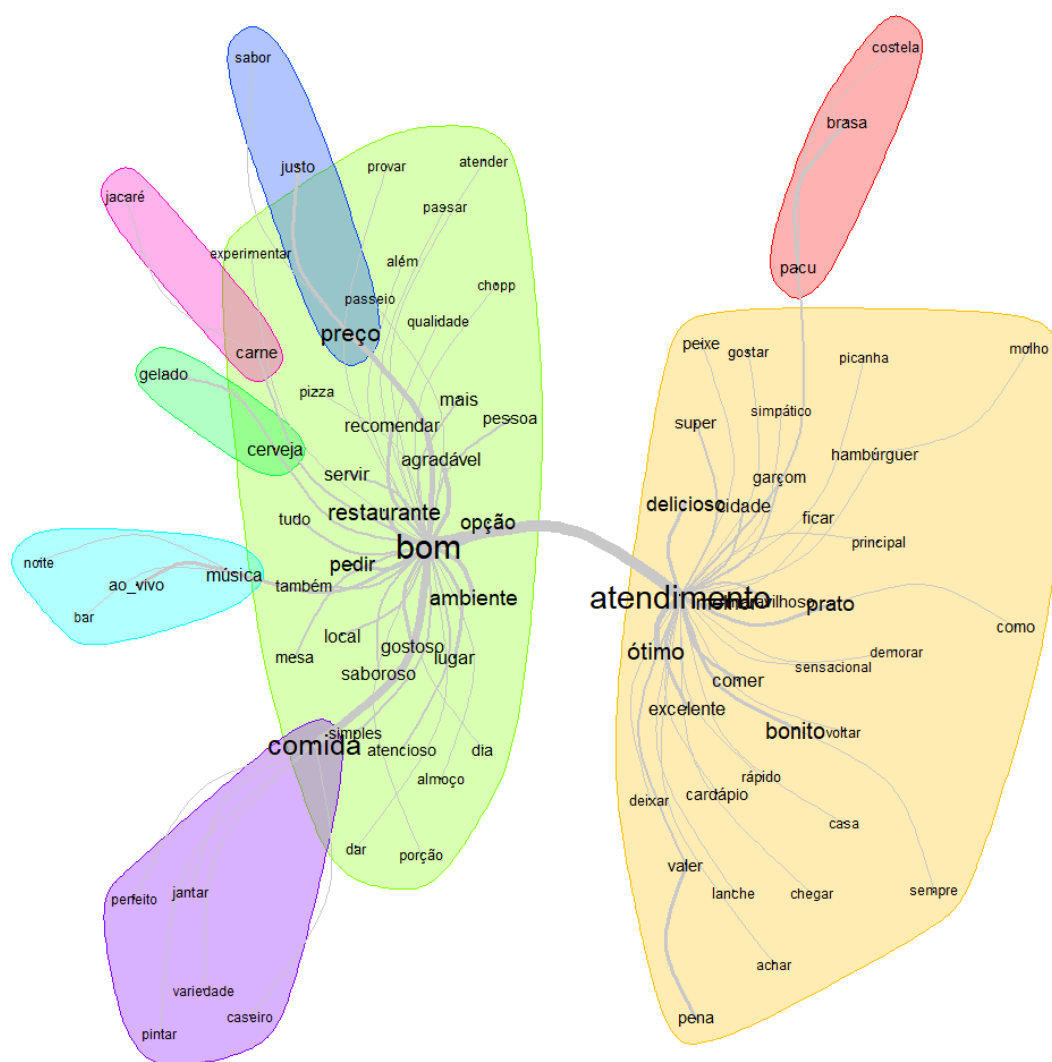 costela
sabor
brasa
justo
provar
atender
jacaré
passar
experimentar
além
pacu
passeio
chopp
qualidade
preço
carne
peixe
gostar
picanha
molho
gelado
pizza
mais
simpático
recomendar
pessoa
super
cerveja
agradável
hambúrguer
servir
garçom
restaurante
opção
delicioso
cidade
ficar
tudo
bom
principal
noite
ao_vivo
música
pedir
também
ambiente
atendimento
prato
bar
local
como
mesa
gostoso
lugar
ótimo
demorar
sensacional
saboroso
comer
excelente
comida
simples
atencioso
dia
bonito
voltar
almoço
rápido
deixar
cardápio
casa
dar
porção
valer
perfeito
jantar
lanche
chegar
sempre
achar
variedade
pintar
caseiro
pena